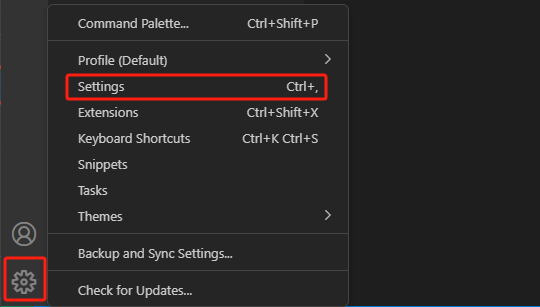 Command Palette... Ctrl+Shift+P
Profile (Default)
Settings Ctrl+,
Extensions Ctrl+Shift+X
Keyboard Shortcuts Ctrl+K Ctrl+S
Snippets
Tasks
Themes
Backup and Sync Settings...
Check for Updates...